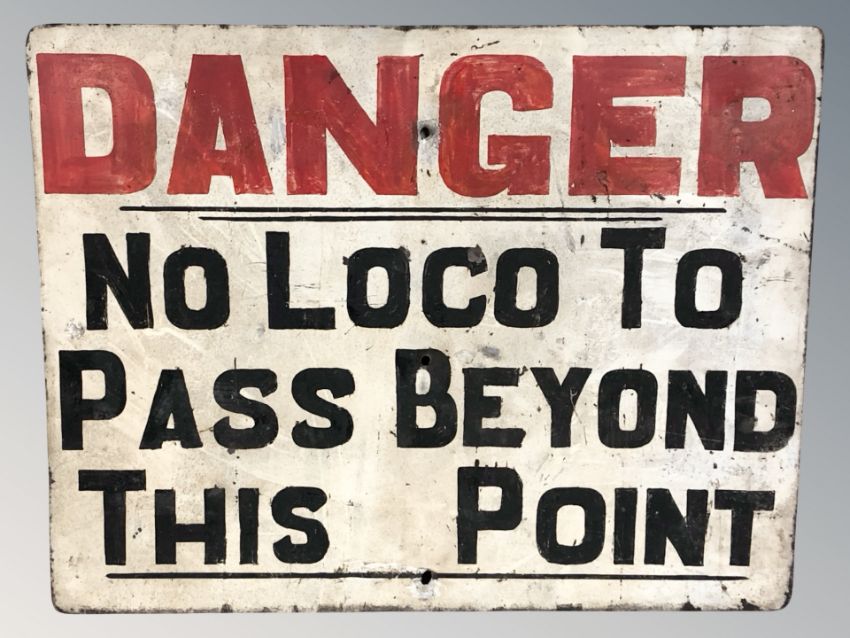 DANGER
No Loco To
Pass Beyond
This Point